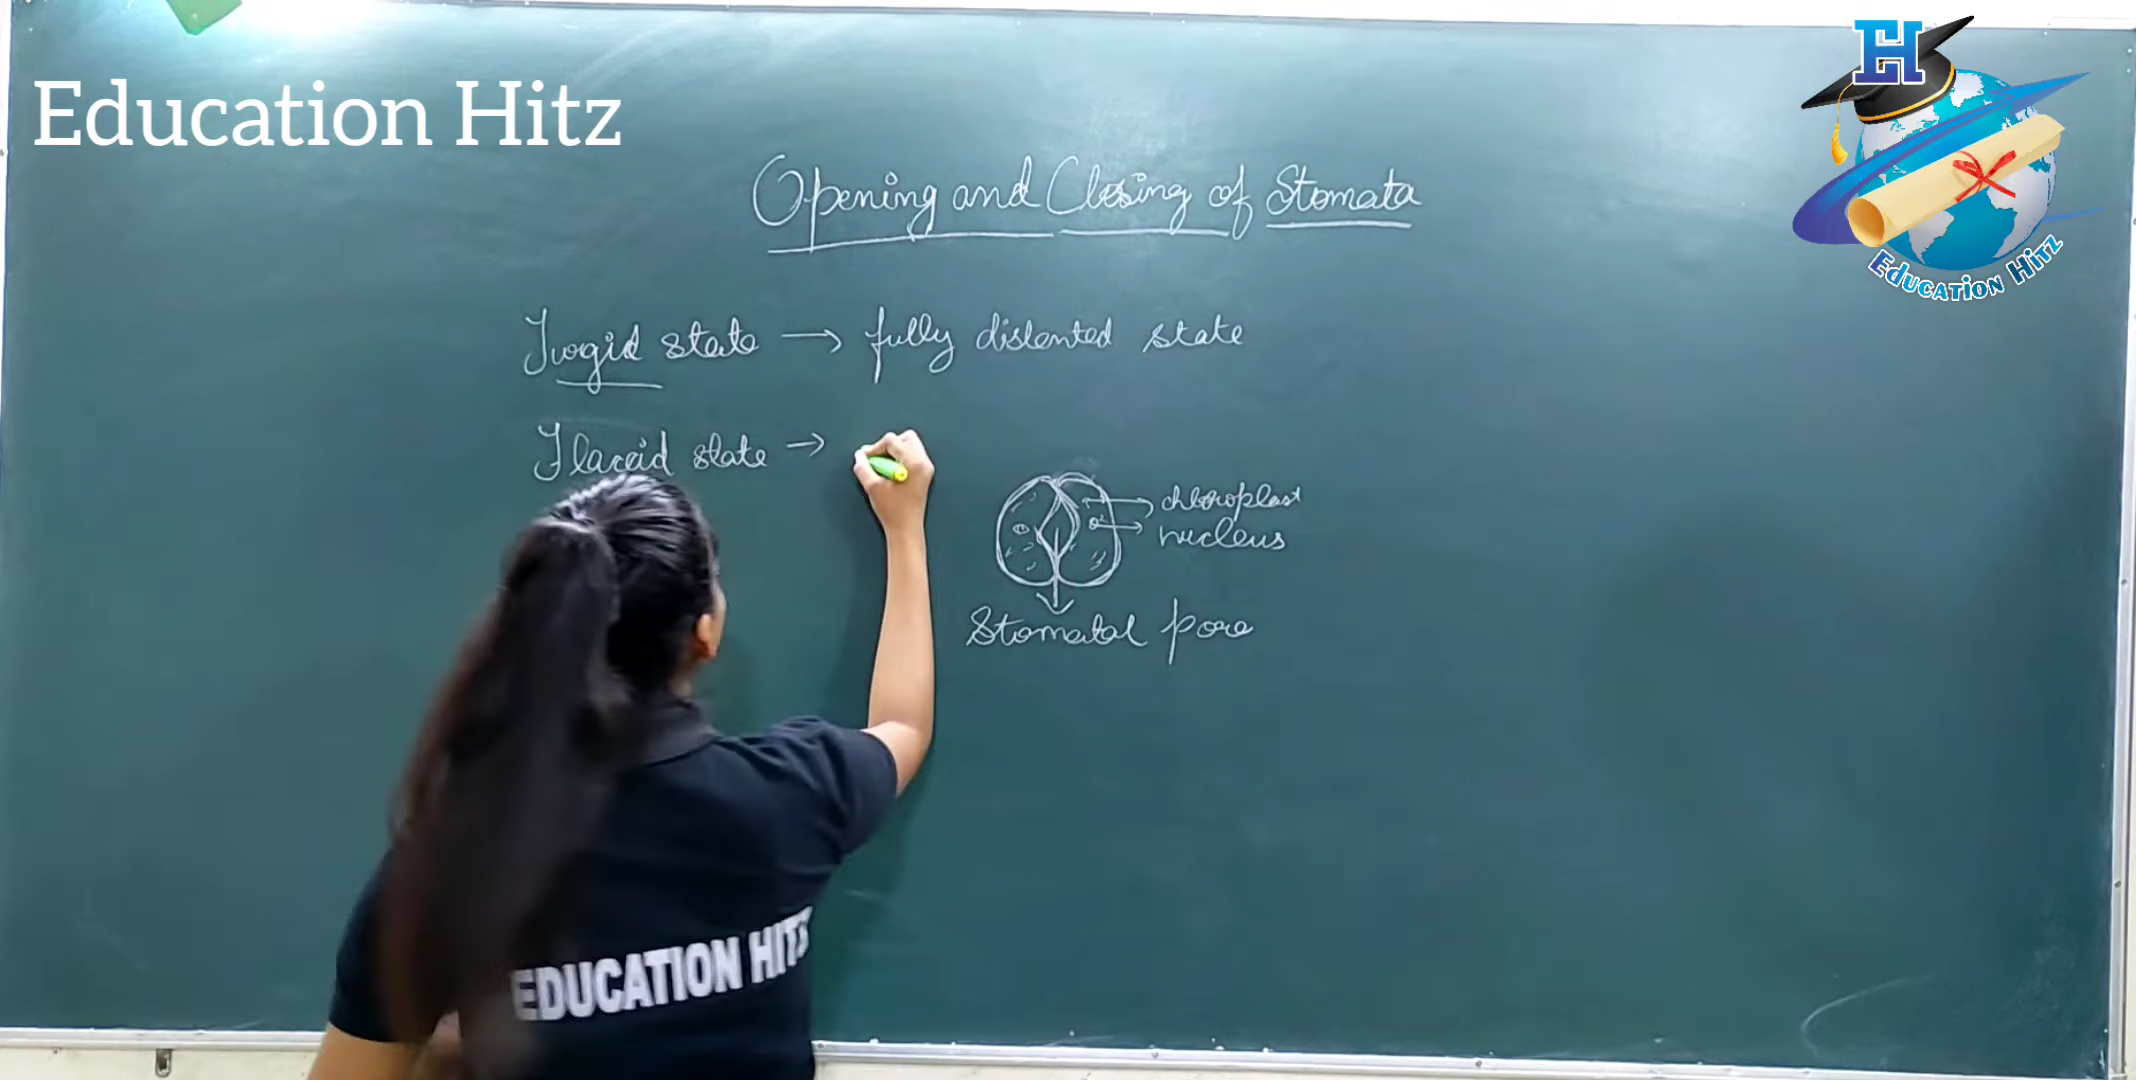 Education Hitz
EH
EDUCATION HITZ
Opening and Closing of Stomata
Turgid state → fully distented state
Flaccid state →
chloroplast
nucleus
Stomatal pore
EDUCATION HITZ